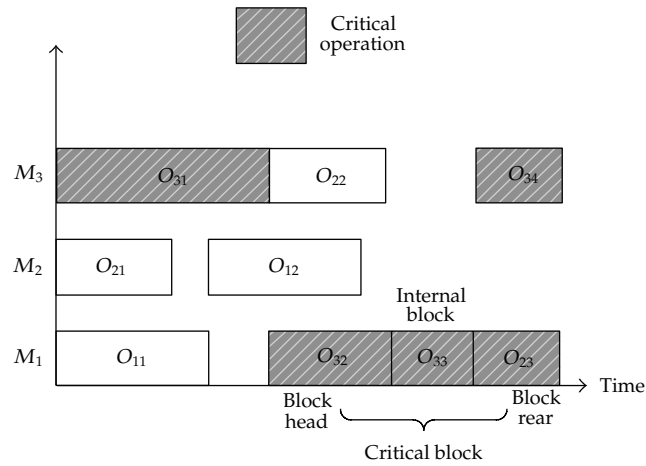 Critical
operation
M3
O31
O22
O34
M2
O21
O12
Internal
block
M1
O11
O32
O33
O23
Time
Block
head
Block
rear
Critical block